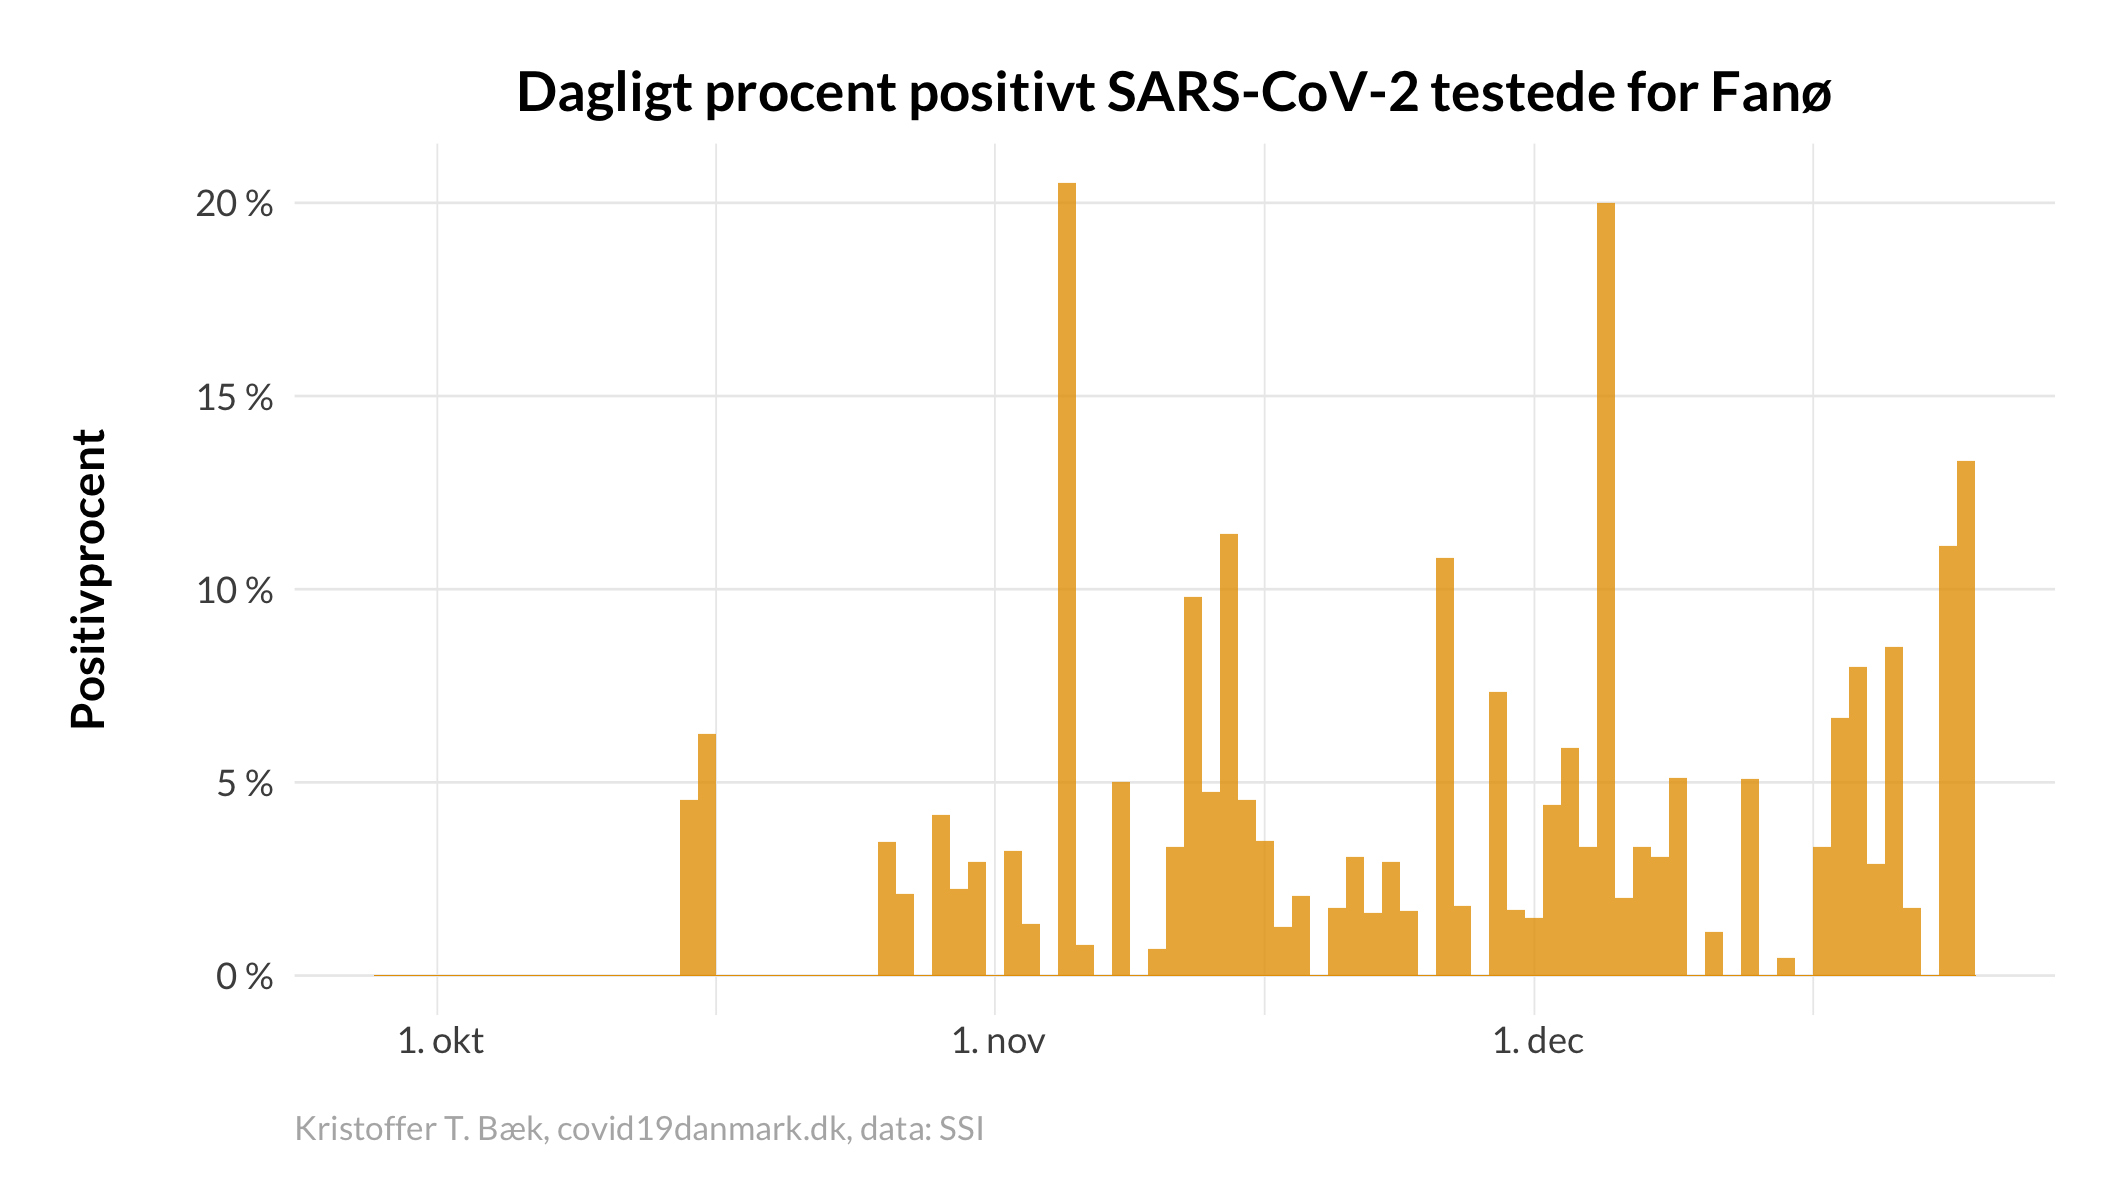 Dagligt procent positivt SARS-CoV-2 testede for Fanø
Positivprocent
20 %
15 %
10 %
5 %
0 %
1. okt
1. nov
1. dec
Kristoffer T. Bæk, covid19danmark.dk, data: SSI